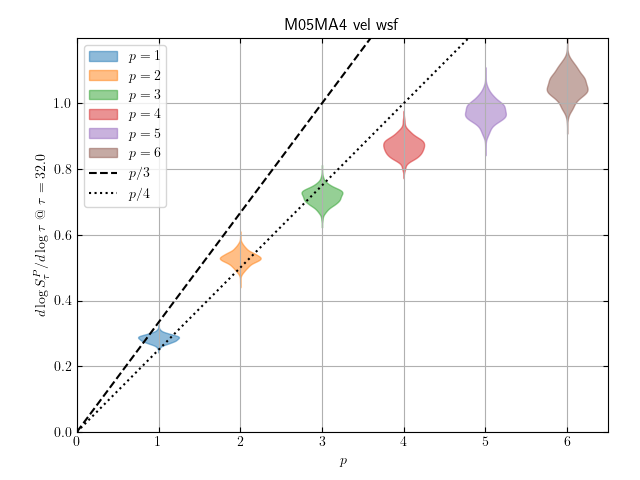 M05MA4 vel wsf
d log S_τ^P / d log τ @ τ = 32.0
1.0
0.8
0.6
0.4
0.2
0.0
p = 1
p = 2
p = 3
p = 4
p = 5
p = 6
p/3
p/4
0 1 2 3 4 5 6
p